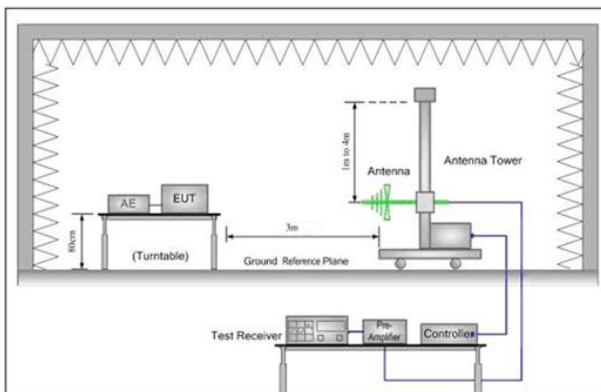 1m to 4m
Antenna
Antenna Tower
AE
EUT
80cm
(Turntable)
3m
Ground Reference Plane
Test Receiver
Pre-
Amplifier
Controller